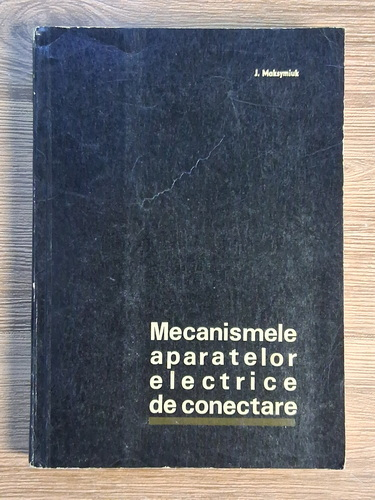 J. Maksymiuk
Mecanismele
aparatelor
electrice
de conectare